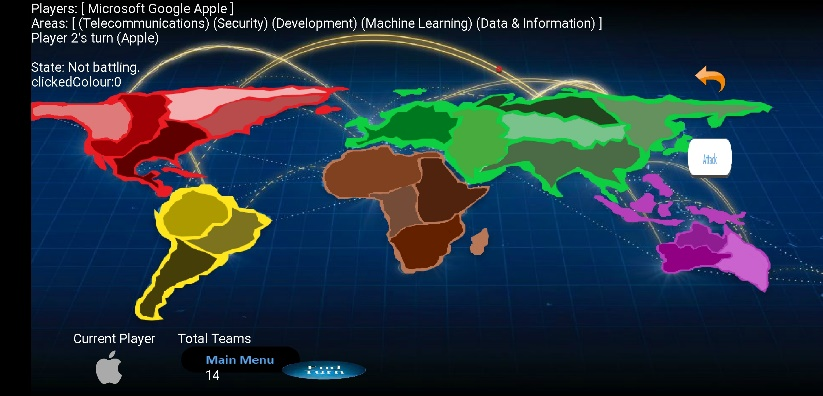 Players: [ Microsoft Google Apple ]
Areas: [ (Telecommunications) (Security) (Development) (Machine Learning) (Data & Information) ]
Player 2's turn (Apple)
State: Not battling.
clickedColour:0
Attack
Current Player
Total Teams
Main Menu
14